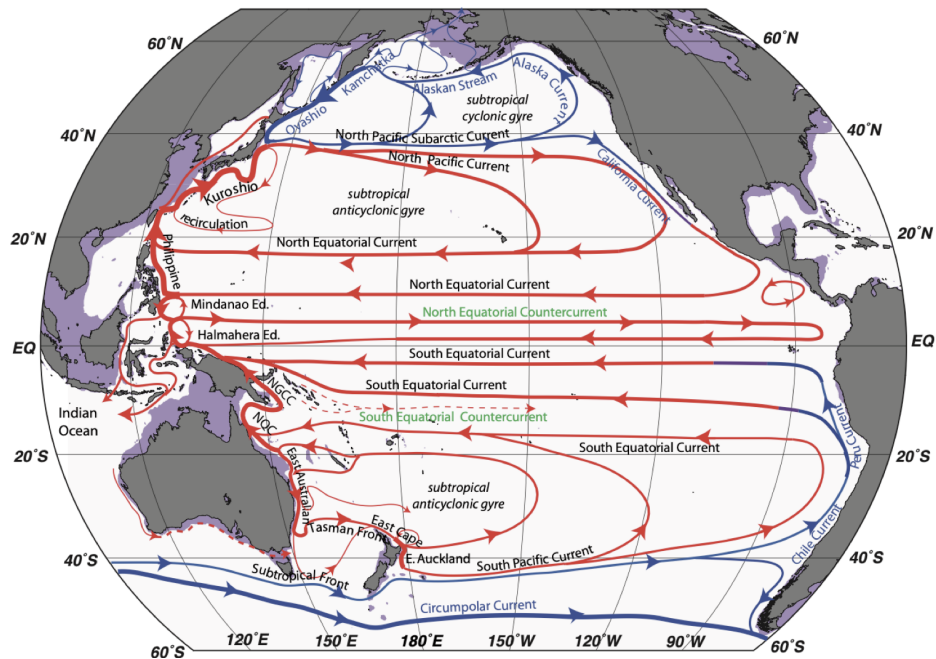 60˚N
60˚N
Kamchatka
Alaskan Stream
Alaska Current
Oyashio
subtropical
cyclonic gyre
40˚N
40˚N
North Pacific Subarctic Current
North Pacific Current
California Current
Kuroshio
subtropical
anticyclonic gyre
recirculation
20˚N
20˚N
Philippine
North Equatorial Current
North Equatorial Current
Mindanao Ed.
North Equatorial Countercurrent
Halmahera Ed.
EQ
EQ
South Equatorial Current
South Equatorial Current
NGCC
Indian
Ocean
South Equatorial Countercurrent
NQC
Peru Current
South Equatorial Current
20˚S
20˚S
East Australian
subtropical
anticyclonic gyre
Tasman Front
East Cape
E. Auckland
South Pacific Current
Chile Current
40˚S
40˚S
Subtropical Front
Circumpolar Current
120˚E
150˚E
180˚E
150˚W
120˚W
90˚W
60˚S
60˚S